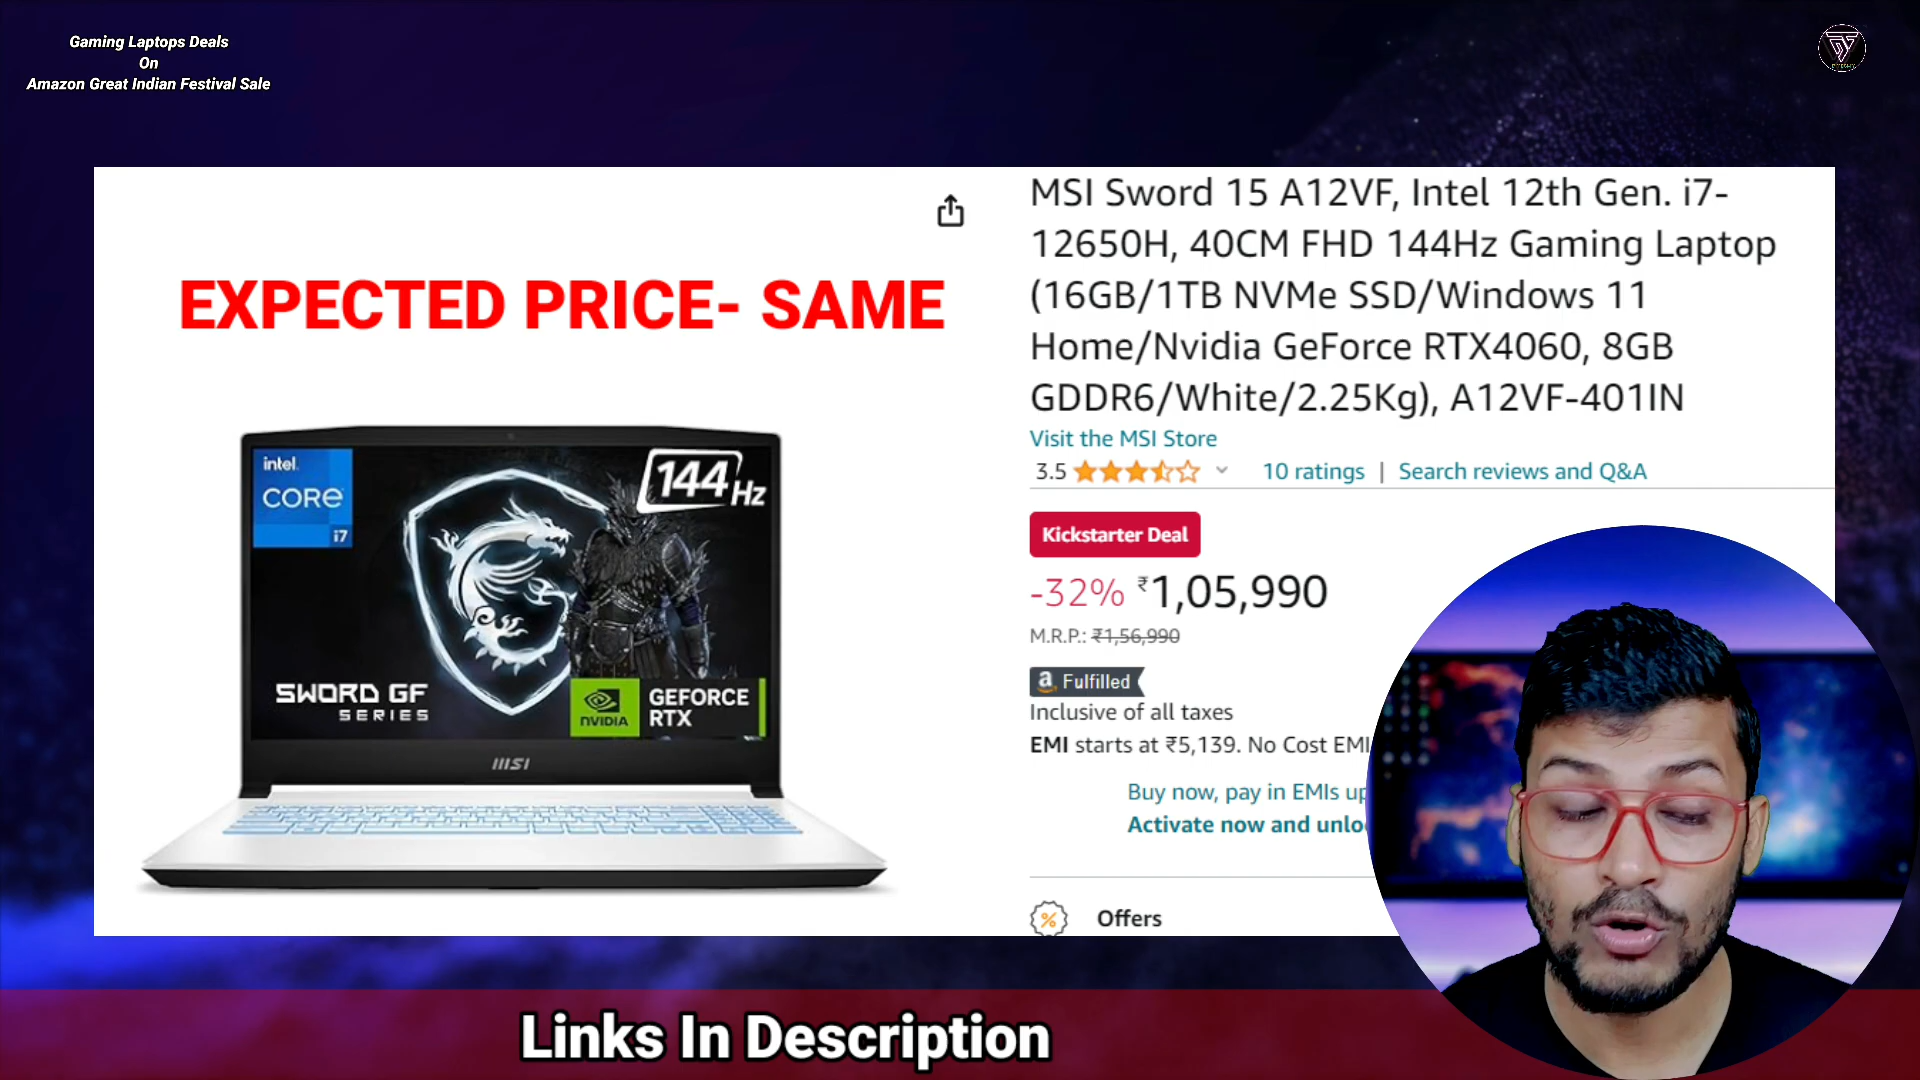 Gaming Laptops Deals
On
Amazon Great Indian Festival Sale
EXPECTED PRICE- SAME
intel.
CORE
i7
144Hz
SWORD GF
SERIES
NVIDIA
GEFORCE
RTX
msi
MSI Sword 15 A12VF, Intel 12th Gen. i7-
12650H, 40CM FHD 144Hz Gaming Laptop
(16GB/1TB NVMe SSD/Windows 11
Home/Nvidia GeForce RTX4060, 8GB
GDDR6/White/2.25Kg), A12VF-401IN
Visit the MSI Store
3.5 10 ratings | Search reviews and Q&A
Kickstarter Deal
-32% ₹1,05,990
M.R.P.: ₹1,56,990
a Fulfilled
Inclusive of all taxes
EMI starts at ₹5,139. No Cost EMI
Buy now, pay in EMIs up
Activate now and unlo
% Offers
Links In Description